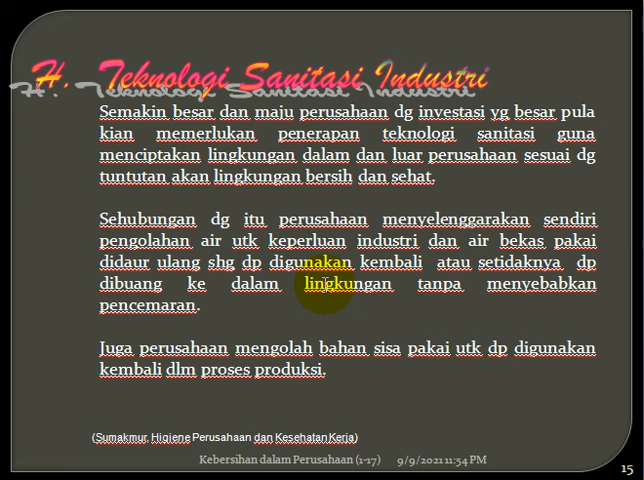 H. Teknologi Sanitasi Industri
Semakin besar dan maju perusahaan dg investasi yg besar pula
kian memerlukan penerapan teknologi sanitasi guna
menciptakan lingkungan dalam dan luar perusahaan sesuai dg
tuntutan akan lingkungan bersih dan sehat.
Sehubungan dg itu perusahaan menyelenggarakan sendiri
pengolahan air utk keperluan industri dan air bekas pakai
didaur ulang shg dp digunakan kembali atau setidaknya dp
dibuang ke dalam lingkungan tanpa menyebabkan
pencemaran.
Juga perusahaan mengolah bahan sisa pakai utk dp digunakan
kembali dlm proses produksi.
(Sumakmur. Higiene Perusahaan dan Kesehatan Kerja)
Kebersihan dalam Perusahaan (1-17) 9/9/2021 11:54 PM
15